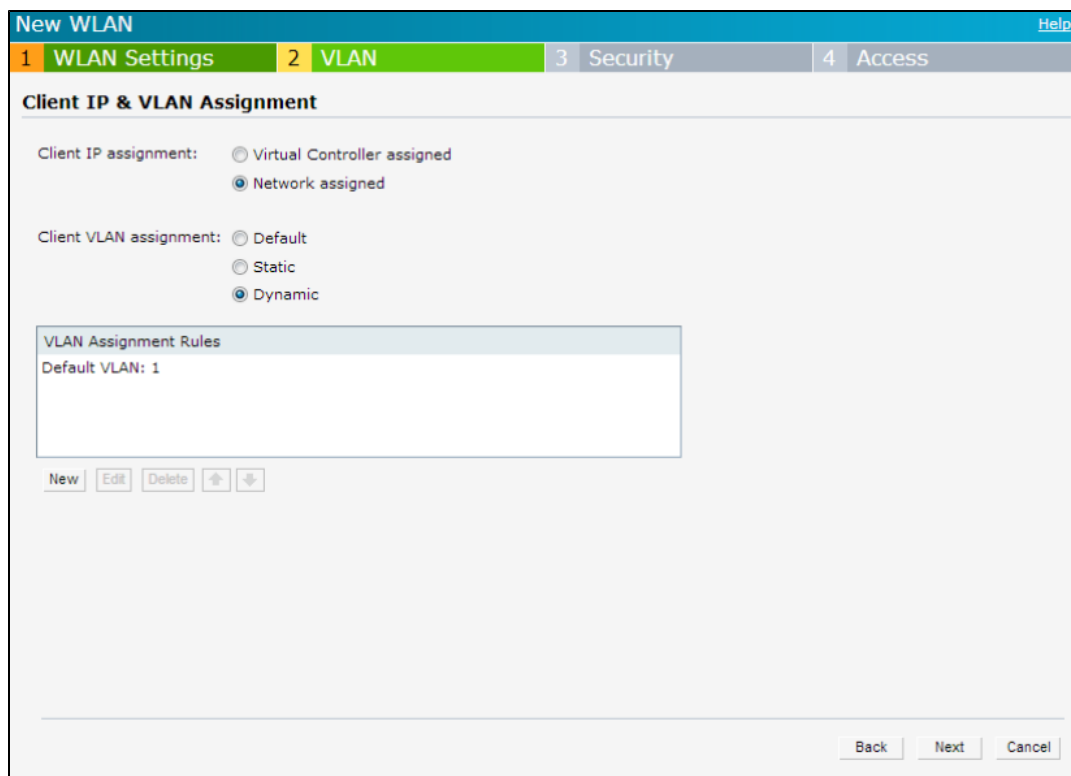 New WLAN Help
1 WLAN Settings 2 VLAN 3 Security 4 Access
Client IP & VLAN Assignment
Client IP assignment: Virtual Controller assigned
Network assigned
Client VLAN assignment: Default
Static
Dynamic
VLAN Assignment Rules
Default VLAN: 1
New Edit Delete
Back Next Cancel